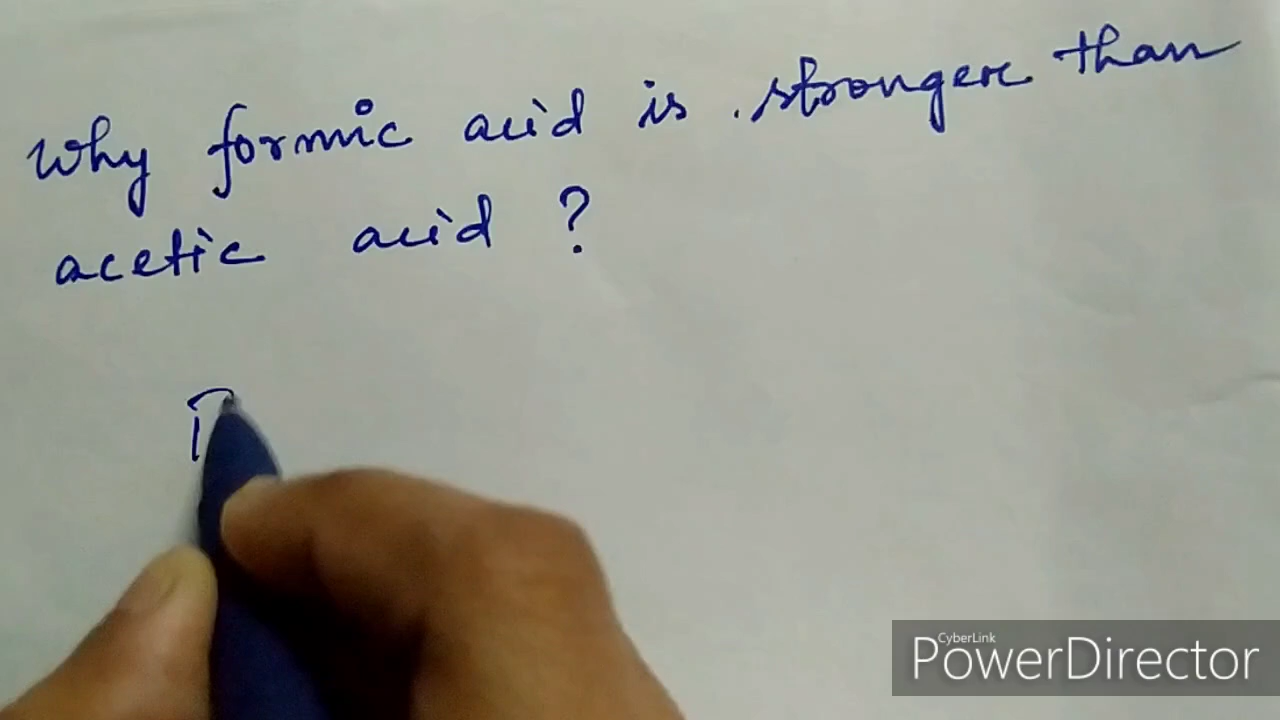 Why formic acid is stronger than
acetic acid ?
CyberLink
PowerDirector